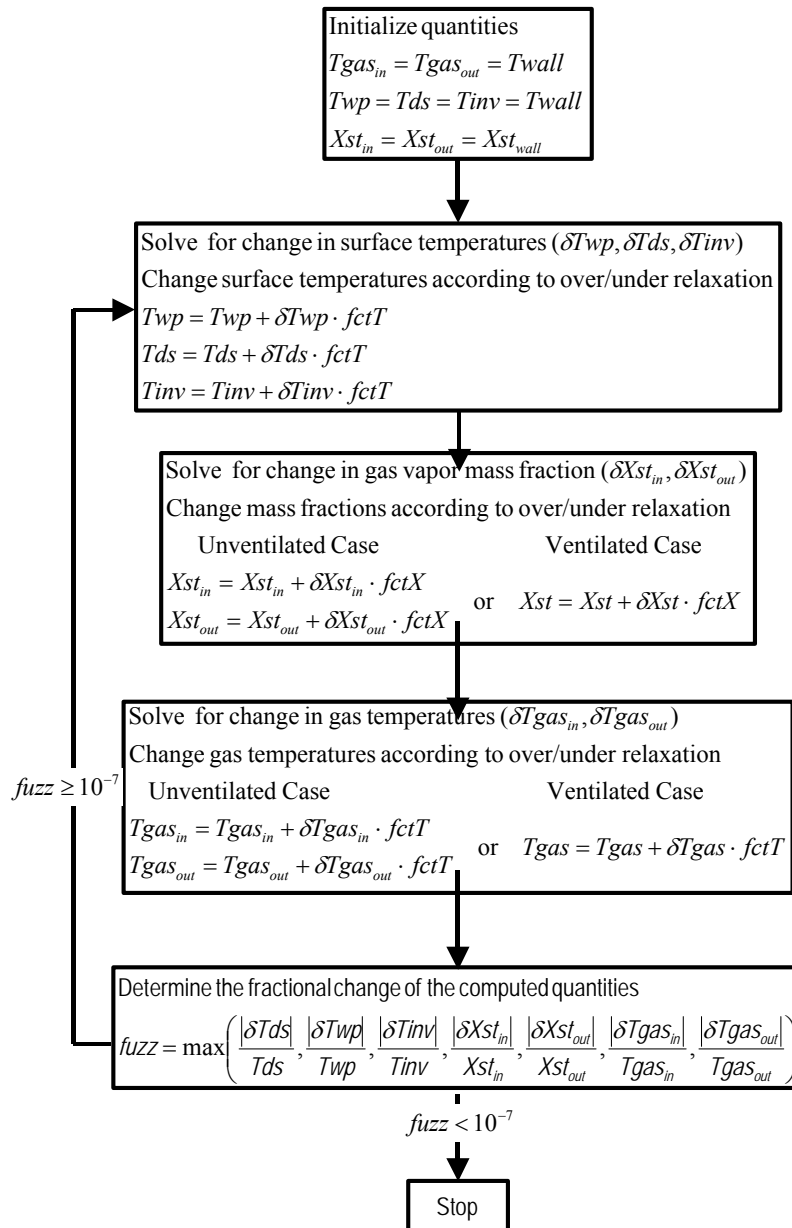 Initialize quantities
Tgas_in = Tgas_out = Twall
Twp = Tds = Tinv = Twall
Xst_in = Xst_out = Xst_wall
Solve for change in surface temperatures (δTwp, δTds, δTinv)
Change surface temperatures according to over/under relaxation
Twp = Twp + δTwp · fctT
Tds = Tds + δTds · fctT
Tinv = Tinv + δTinv · fctT
Solve for change in gas vapor mass fraction (δXst_in, δXst_out)
Change mass fractions according to over/under relaxation
Unventilated Case Ventilated Case
Xst_in = Xst_in + δXst_in · fctX
or Xst = Xst + δXst · fctX
Xst_out = Xst_out + δXst_out · fctX
Solve for change in gas temperatures (δTgas_in, δTgas_out)
Change gas temperatures according to over/under relaxation
Unventilated Case Ventilated Case
Tgas_in = Tgas_in + δTgas_in · fctT
or Tgas = Tgas + δTgas · fctT
Tgas_out = Tgas_out + δTgas_out · fctT
fuzz ≥ 10⁻⁷
Determine the fractional change of the computed quantities
fuzz = max(|δTds|/Tds, |δTwp|/Twp, |δTinv|/Tinv, |δXst_in|/Xst_in, |δXst_out|/Xst_out, |δTgas_in|/Tgas_in, |δTgas_out|/Tgas_out)
fuzz < 10⁻⁷
Stop